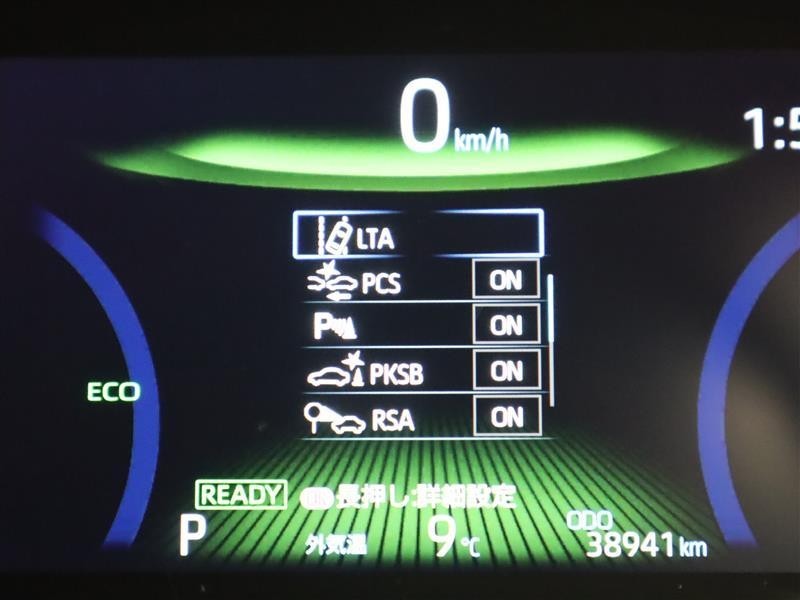 0 km/h
1:5
LTA
PCS ON
P ON
PKSB ON
ECO
RSA ON
READY
長押し:詳細設定
P 外気温 9℃
ODO
38941 km